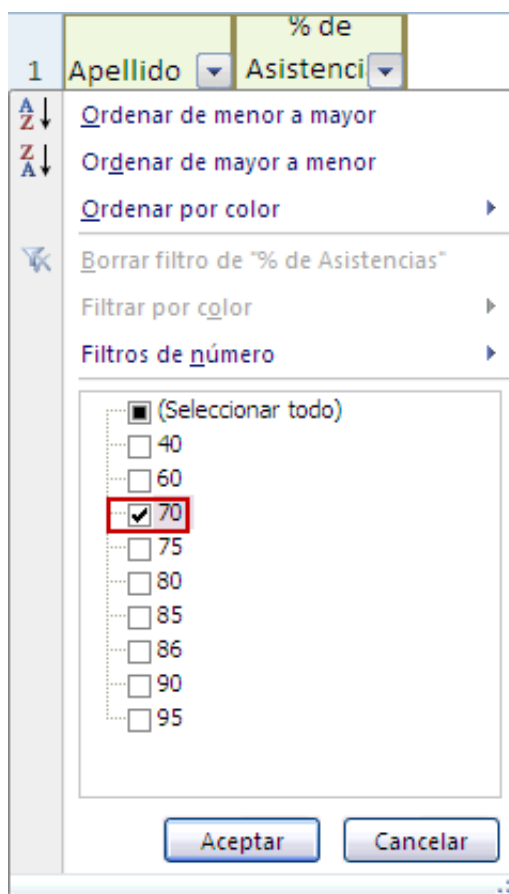 % de
1 Apellido Asistenci
A
Z Ordenar de menor a mayor
Z
A Ordenar de mayor a menor
Ordenar por color
Borrar filtro de "% de Asistencias"
Filtrar por color
Filtros de número
(Seleccionar todo)
40
60
70
75
80
85
86
90
95
Aceptar Cancelar